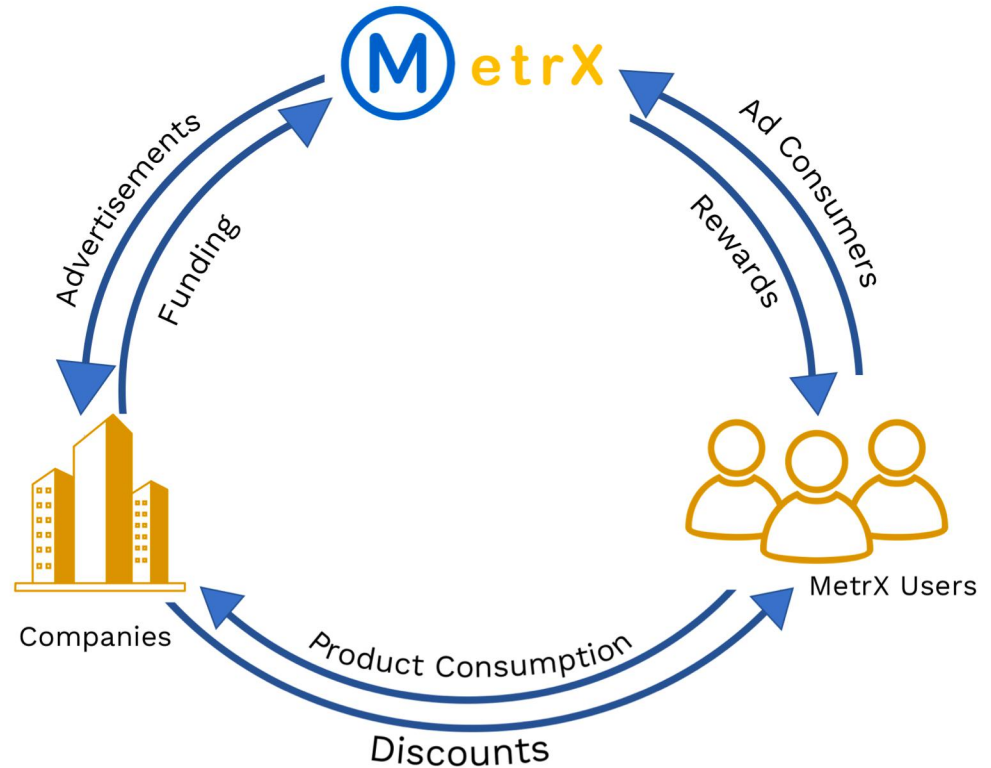 MetrX
Advertisements
Funding
Ad Consumers
Rewards
MetrX Users
Companies
Product Consumption
Discounts